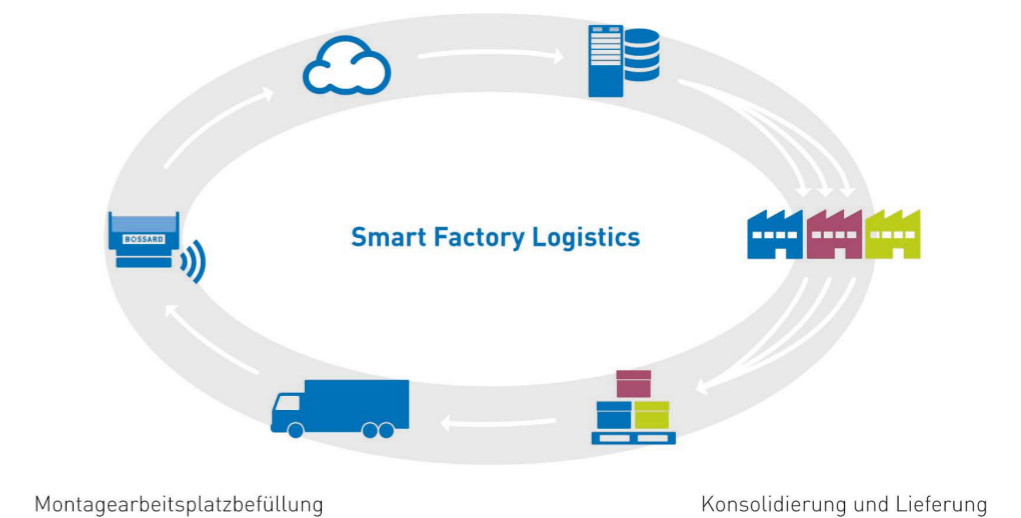 BOSSARD
Smart Factory Logistics
Montagearbeitsplatzbefüllung
Konsolidierung und Lieferung